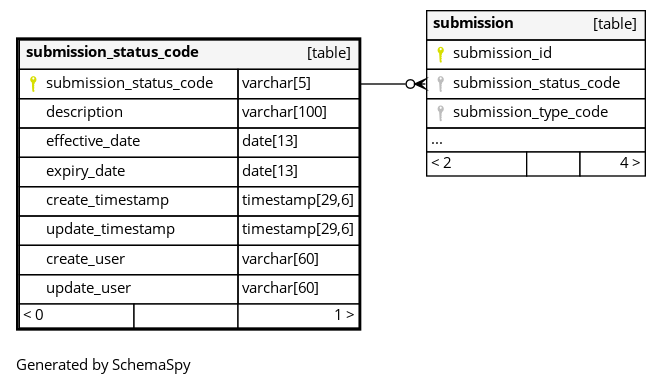 submission_status_code [table]
submission_status_code varchar[5]
description varchar[100]
effective_date date[13]
expiry_date date[13]
create_timestamp timestamp[29,6]
update_timestamp timestamp[29,6]
create_user varchar[60]
update_user varchar[60]
< 0 1 >
submission [table]
submission_id
submission_status_code
submission_type_code
...
< 2 4 >
Generated by SchemaSpy